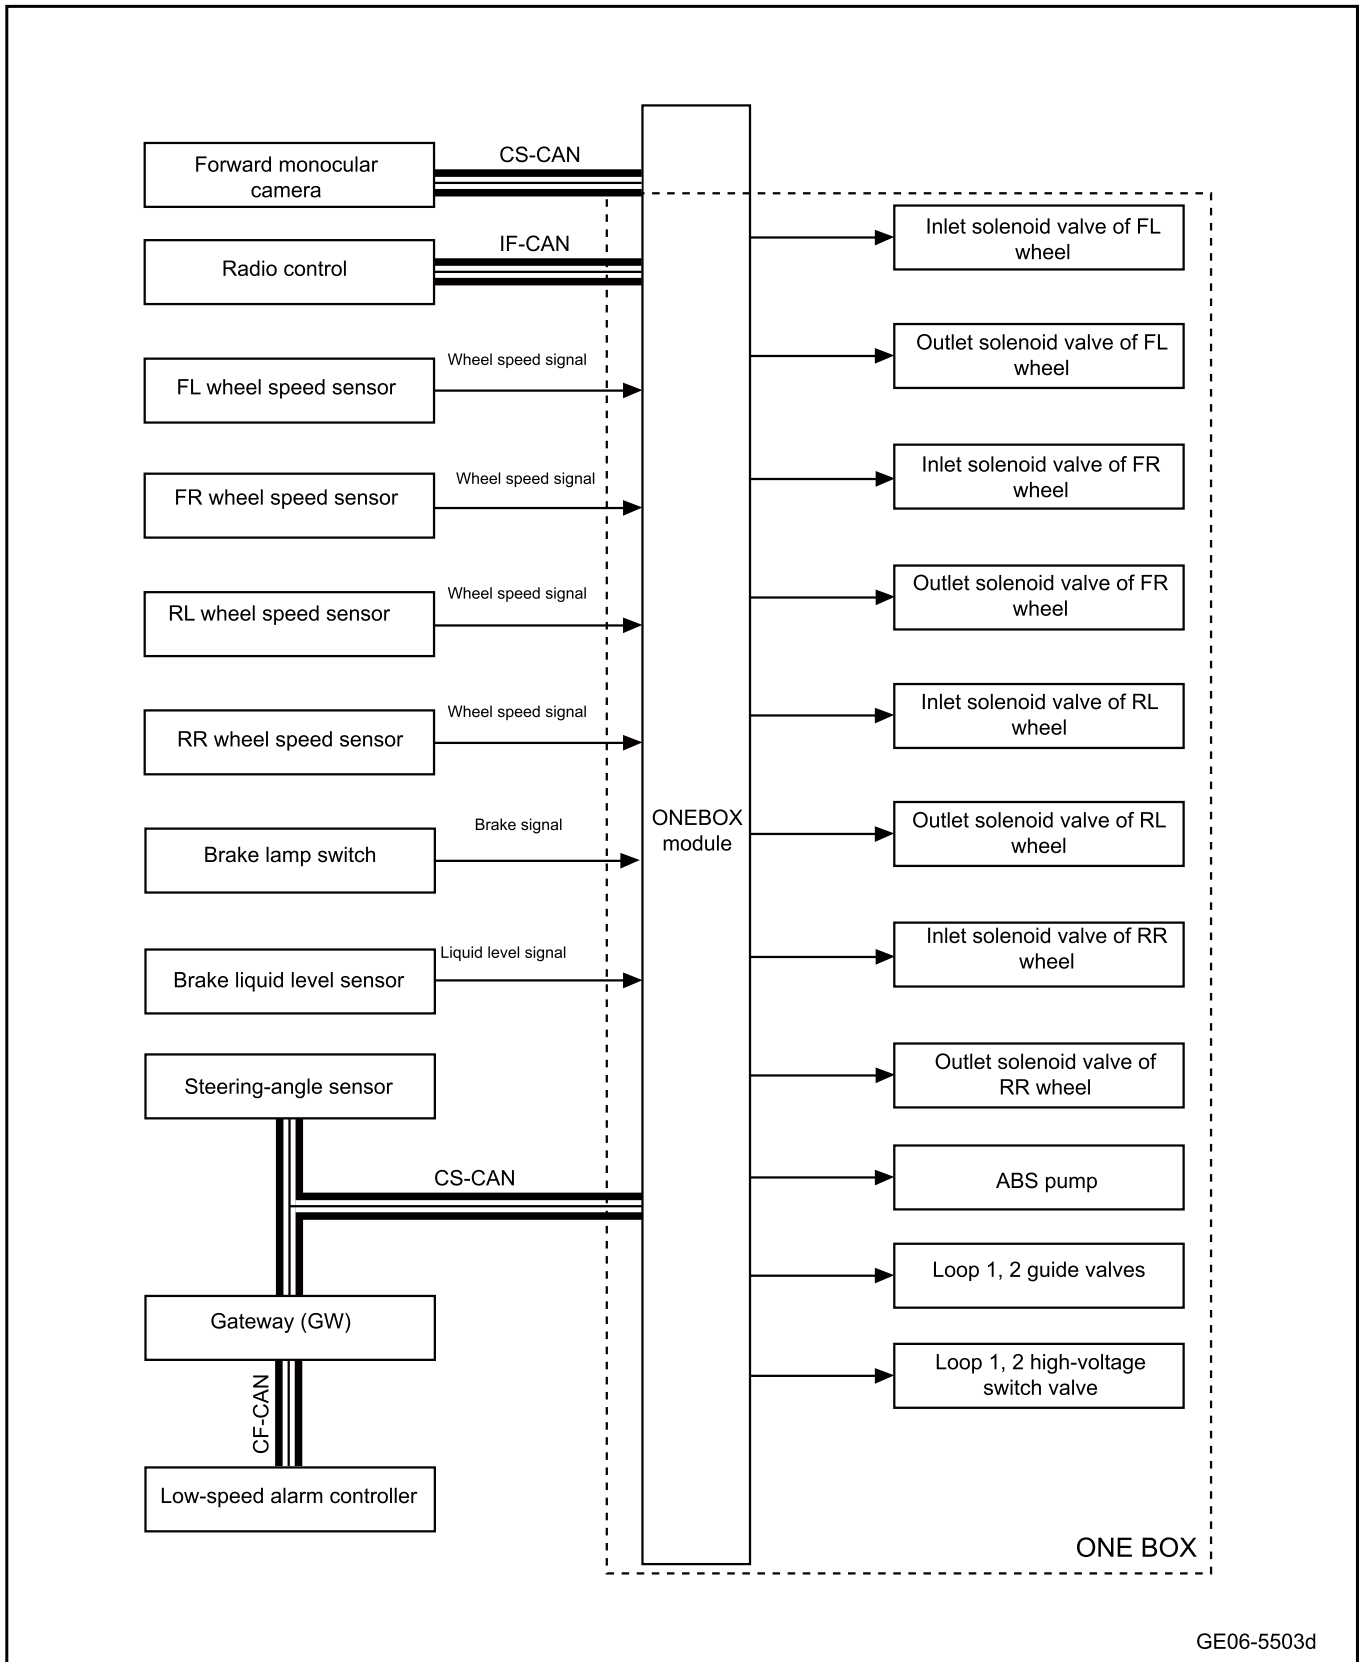 Forward monocular
camera
CS-CAN
Radio control
IF-CAN
FL wheel speed sensor
Wheel speed signal
FR wheel speed sensor
Wheel speed signal
RL wheel speed sensor
Wheel speed signal
RR wheel speed sensor
Wheel speed signal
Brake lamp switch
Brake signal
Brake liquid level sensor
Liquid level signal
Steering-angle sensor
CS-CAN
Gateway (GW)
CF-CAN
Low-speed alarm controller
ONEBOX
module
Inlet solenoid valve of FL
wheel
Outlet solenoid valve of FL
wheel
Inlet solenoid valve of FR
wheel
Outlet solenoid valve of FR
wheel
Inlet solenoid valve of RL
wheel
Outlet solenoid valve of RL
wheel
Inlet solenoid valve of RR
wheel
Outlet solenoid valve of
RR wheel
ABS pump
Loop 1, 2 guide valves
Loop 1, 2 high-voltage
switch valve
ONE BOX
GE06-5503d